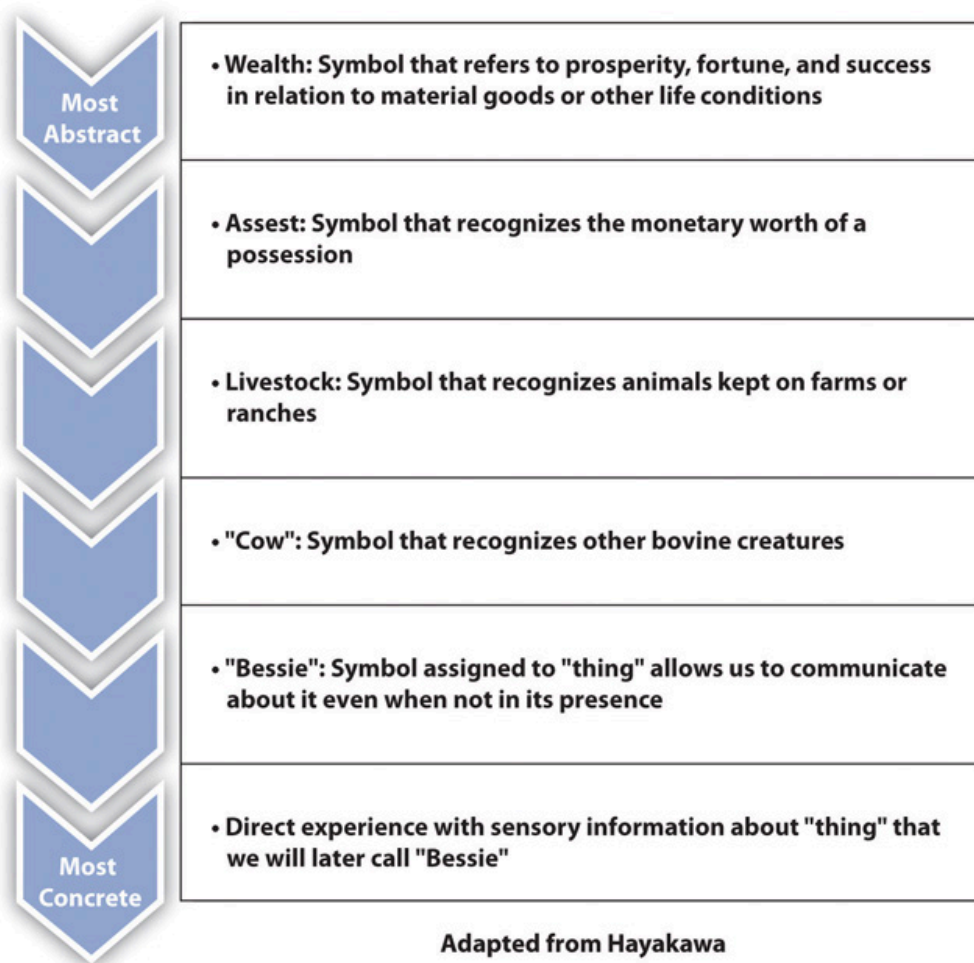 Most
Abstract
• Wealth: Symbol that refers to prosperity, fortune, and success
in relation to material goods or other life conditions
• Assest: Symbol that recognizes the monetary worth of a
possession
• Livestock: Symbol that recognizes animals kept on farms or
ranches
• "Cow": Symbol that recognizes other bovine creatures
• "Bessie": Symbol assigned to "thing" allows us to communicate
about it even when not in its presence
Most
Concrete
• Direct experience with sensory information about "thing" that
we will later call "Bessie"
Adapted from Hayakawa